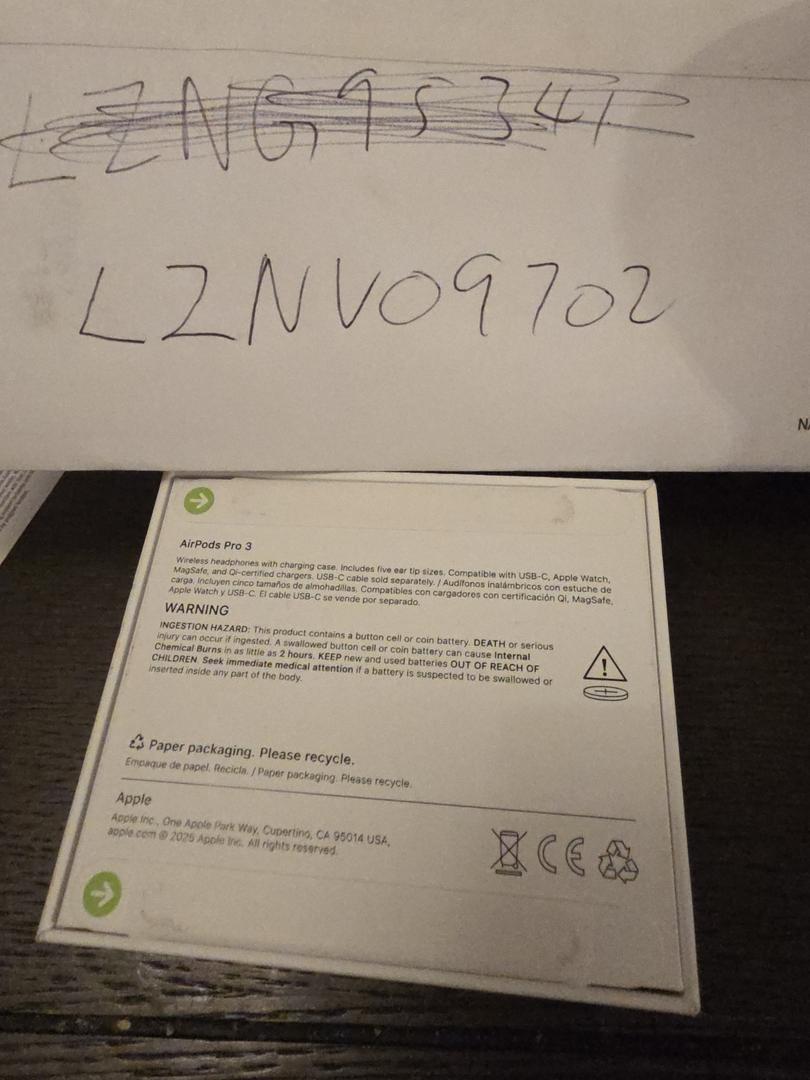 LZNG95341
LZNVO9702
NA
AirPods Pro 3
Wireless headphones with charging case. Includes five ear tip sizes. Compatible with USB-C, Apple Watch,
MagSafe, and Qi-certified chargers. USB-C cable sold separately. / Audífonos inalámbricos con estuche de
carga. Incluyen cinco tamaños de almohadillas. Compatibles con cargadores con certificación Qi, MagSafe,
Apple Watch y USB-C. El cable USB-C se vende por separado.
WARNING
INGESTION HAZARD: This product contains a button cell or coin battery. DEATH or serious
injury can occur if ingested. A swallowed button cell or coin battery can cause Internal
Chemical Burns in as little as 2 hours. KEEP new and used batteries OUT OF REACH OF
CHILDREN. Seek immediate medical attention if a battery is suspected to be swallowed or
inserted inside any part of the body.
Paper packaging. Please recycle.
Empaque de papel. Recicla. / Paper packaging. Please recycle.
Apple
Apple Inc., One Apple Park Way, Cupertino, CA 95014 USA,
apple.com © 2025 Apple Inc. All rights reserved.
CE